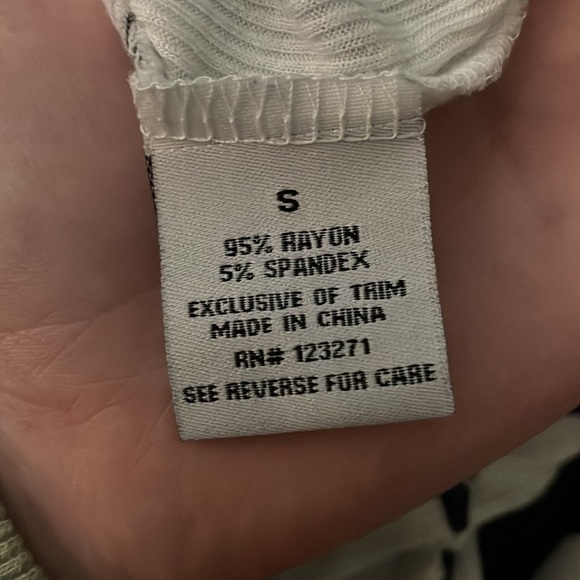 S
95% RAYON
5% SPANDEX
EXCLUSIVE OF TRIM
MADE IN CHINA
RN# 123271
SEE REVERSE FOR CARE